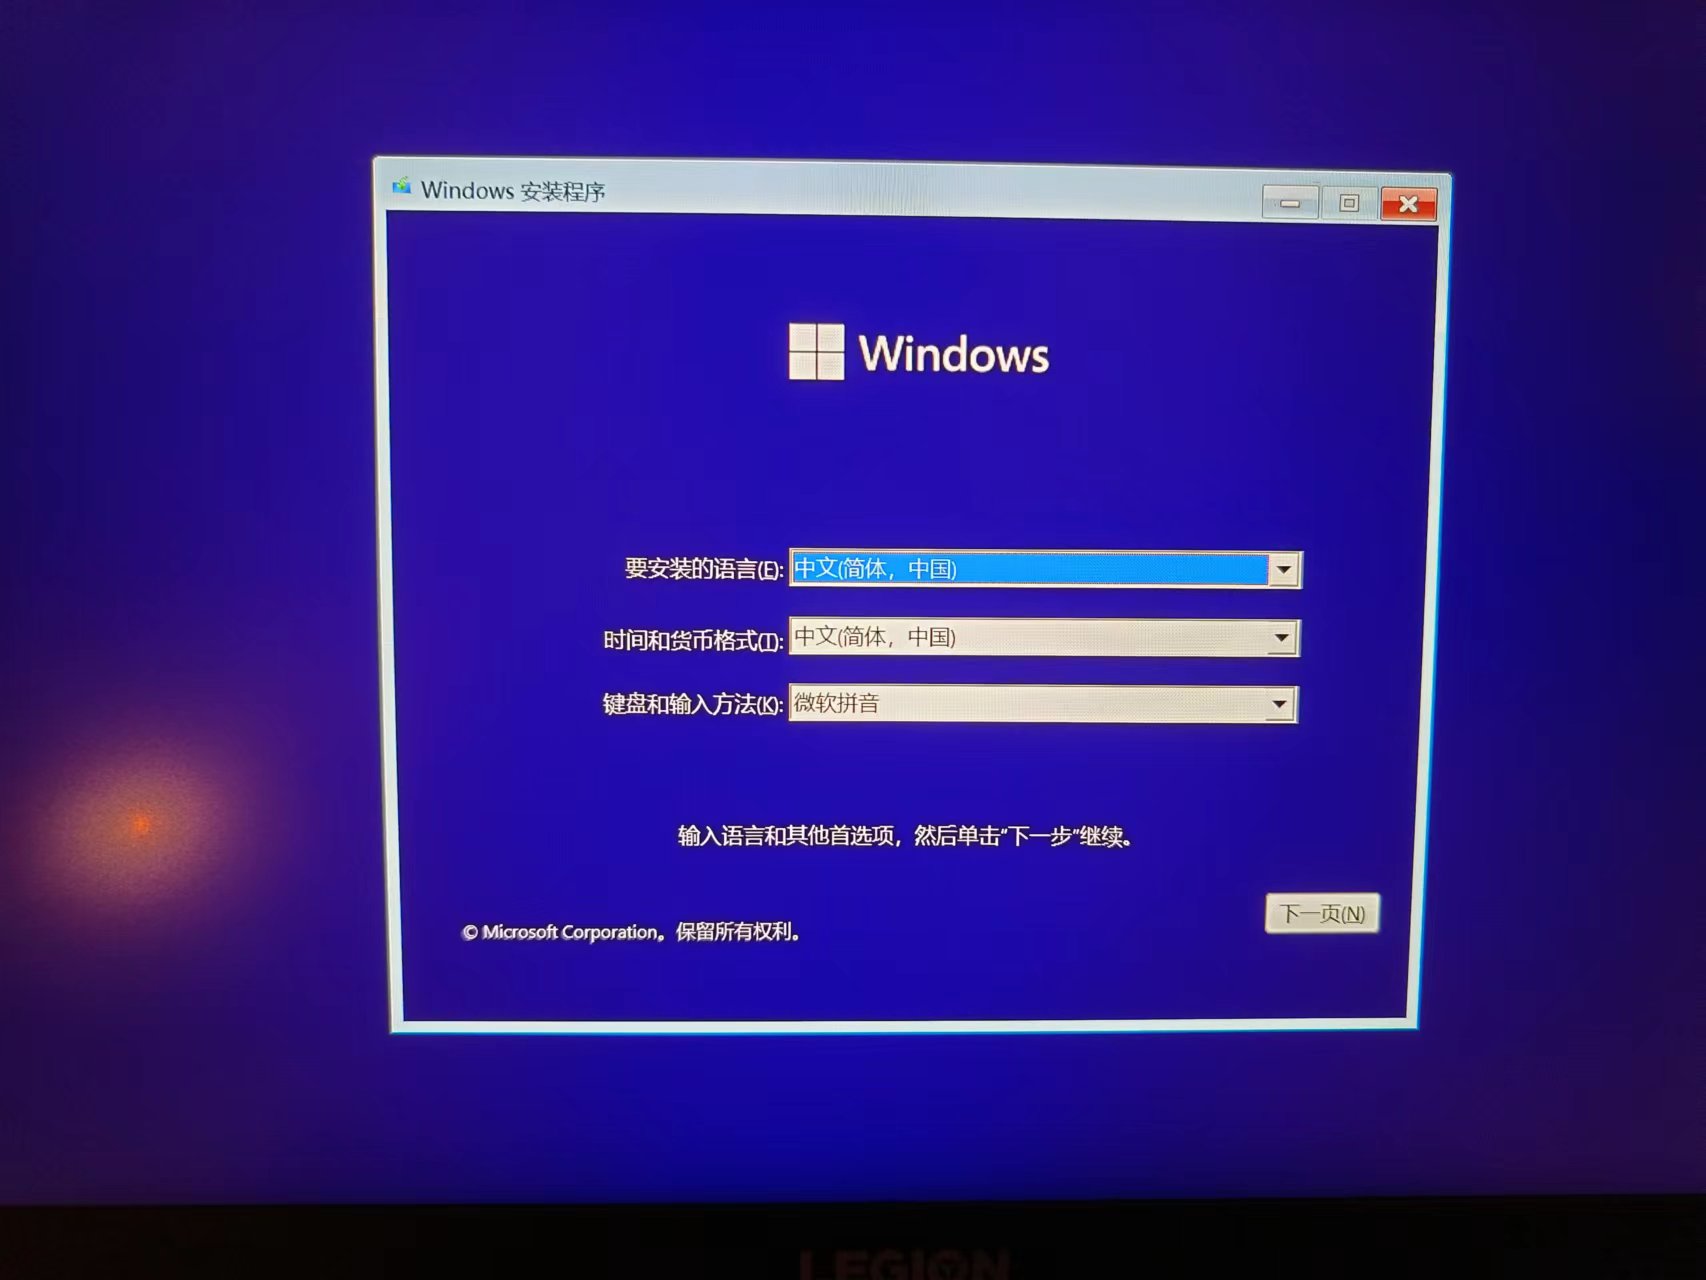 Windows 安装程序
Windows
要安装的语言(E): 中文(简体，中国)
时间和货币格式(T): 中文(简体，中国)
键盘和输入方法(K): 微软拼音
输入语言和其他首选项，然后单击“下一步”继续。
下一页(N)
© Microsoft Corporation。保留所有权利。
LEGION